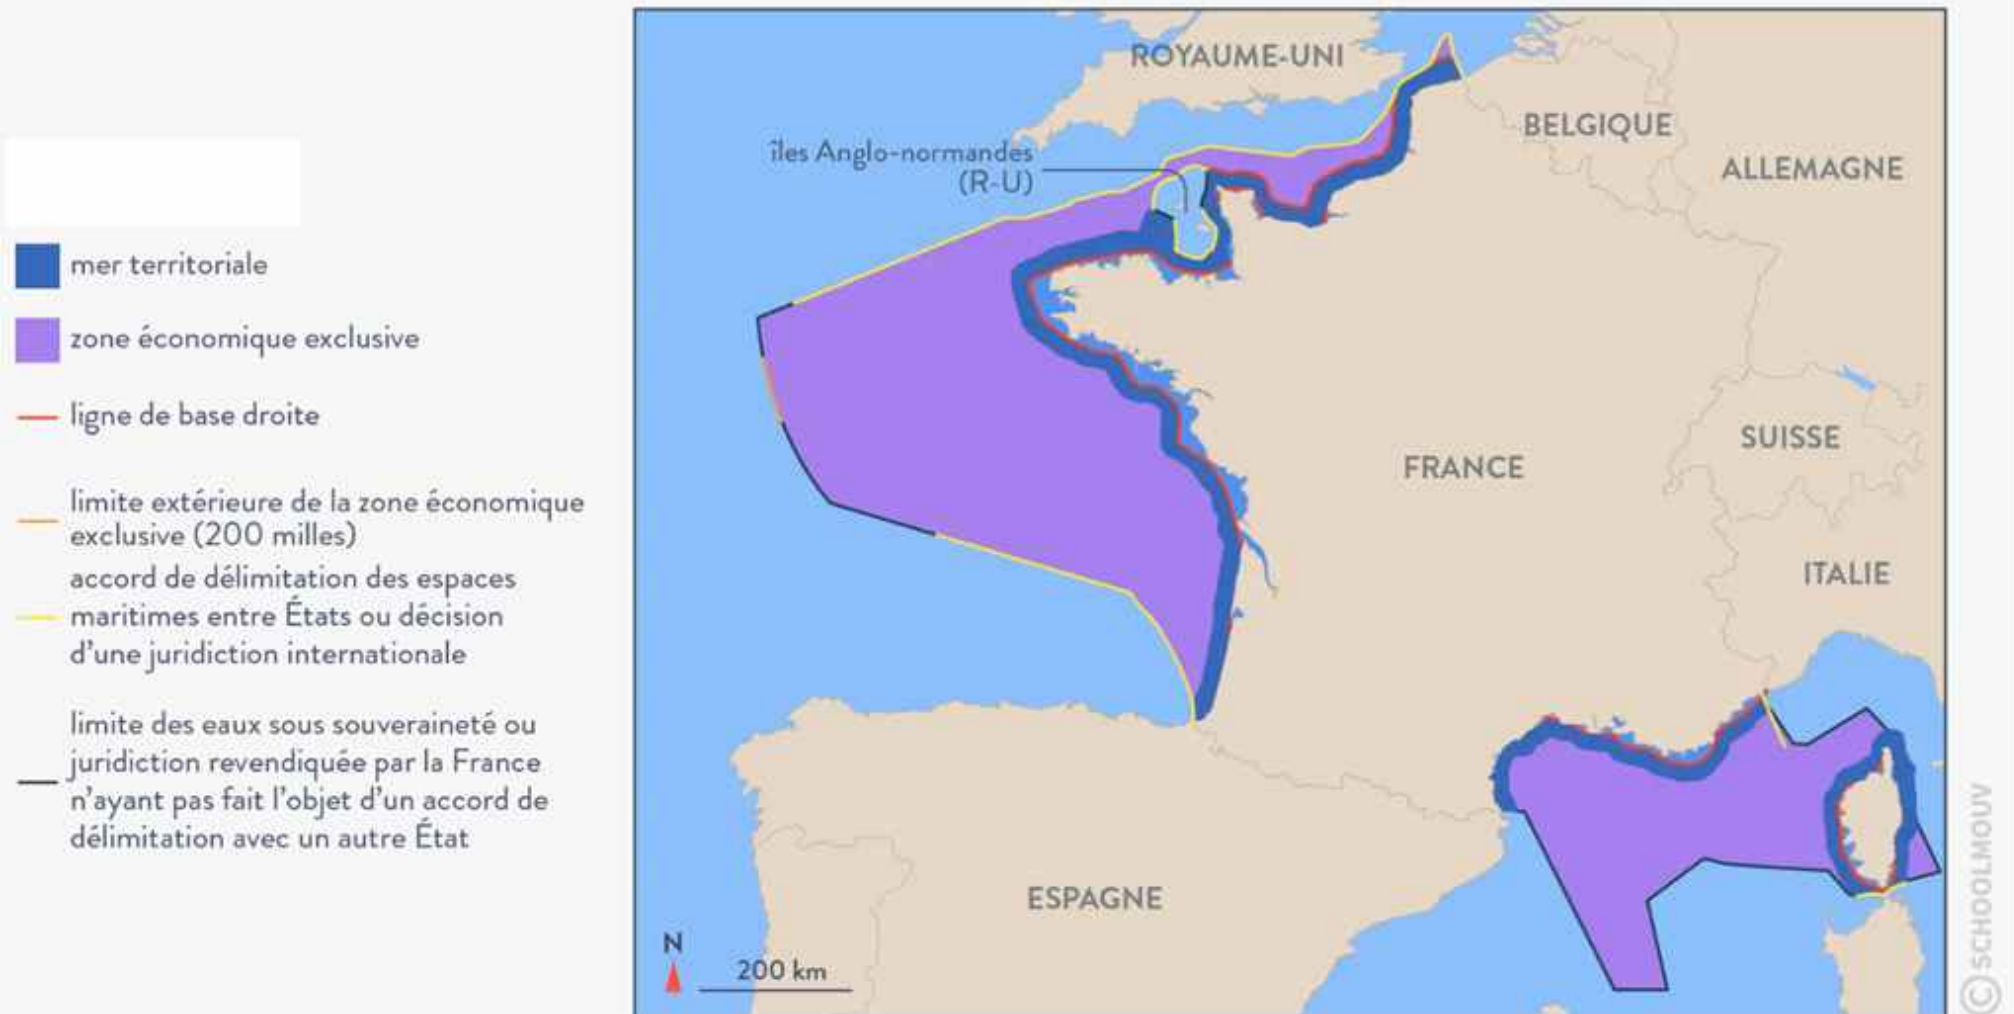 mer territoriale
zone économique exclusive
ligne de base droite
limite extérieure de la zone économique
exclusive (200 milles)
accord de délimitation des espaces
maritimes entre États ou décision
d'une juridiction internationale
limite des eaux sous souveraineté ou
juridiction revendiquée par la France
n'ayant pas fait l'objet d'un accord de
délimitation avec un autre État
ROYAUME-UNI
îles Anglo-normandes
(R-U)
BELGIQUE
ALLEMAGNE
SUISSE
FRANCE
ITALIE
ESPAGNE
N
200 km
© SCHOOLMOUV